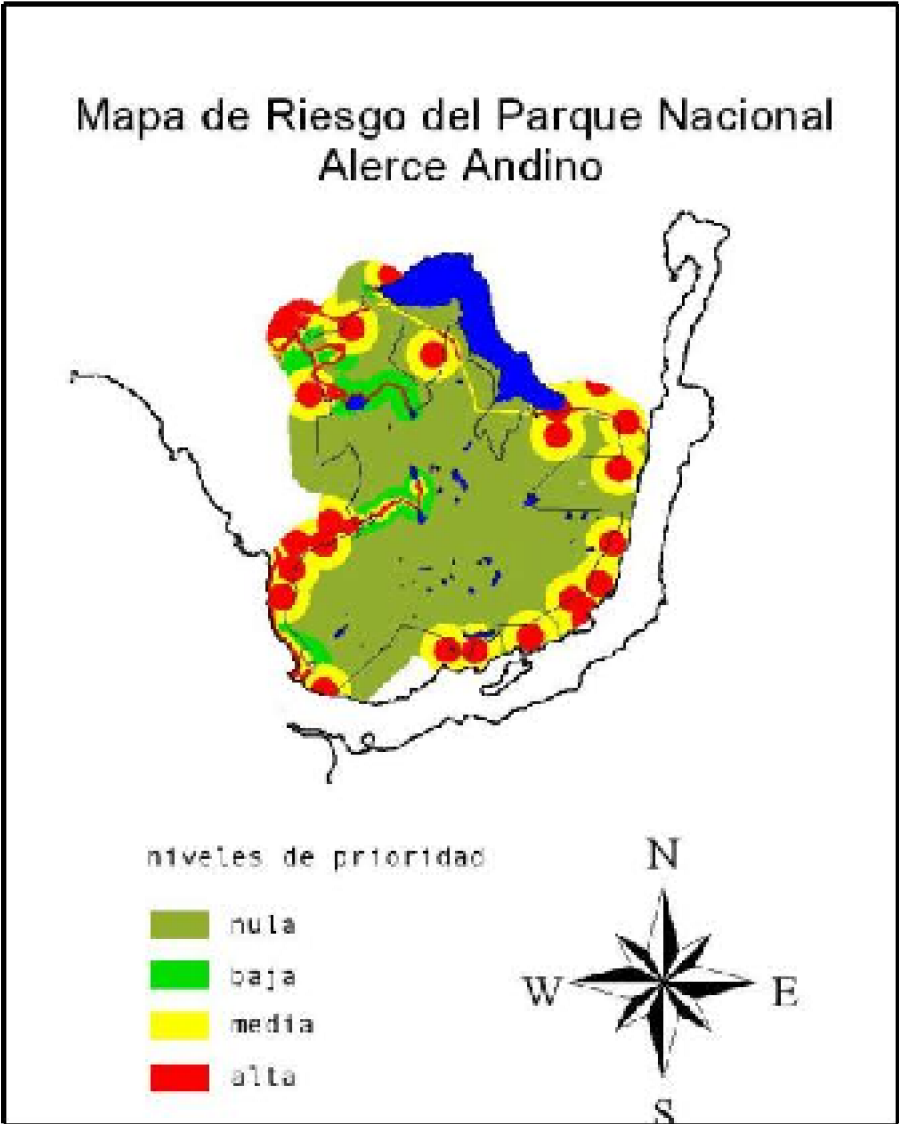 Mapa de Riesgo del Parque Nacional
Alerce Andino
niveles de prioridad
nula
baja
media
alta
N
W
E
S